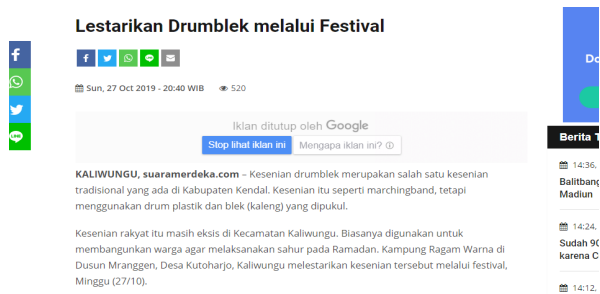 Lestarikan Drumblek melalui Festival
Sun, 27 Oct 2019 - 20:40 WIB 520
Iklan ditutup oleh Google
Stop lihat iklan ini Mengapa iklan ini?
KALIWUNGU, suaramerdeka.com – Kesenian drumblek merupakan salah satu kesenian
tradisional yang ada di Kabupaten Kendal. Kesenian itu seperti marchingband, tetapi
menggunakan drum plastik dan blek (kaleng) yang dipukul.
Kesenian rakyat itu masih eksis di Kecamatan Kaliwungu. Biasanya digunakan untuk
membangunkan warga agar melaksanakan sahur pada Ramadan. Kampung Ragam Warna di
Dusun Mranggen, Desa Kutoharjo, Kaliwungu melestarikan kesenian tersebut melalui festival,
Minggu (27/10).
Do
Berita T
14:36,
Balitbang
Madiun
14:24,
Sudah 90
karena C
14:12,